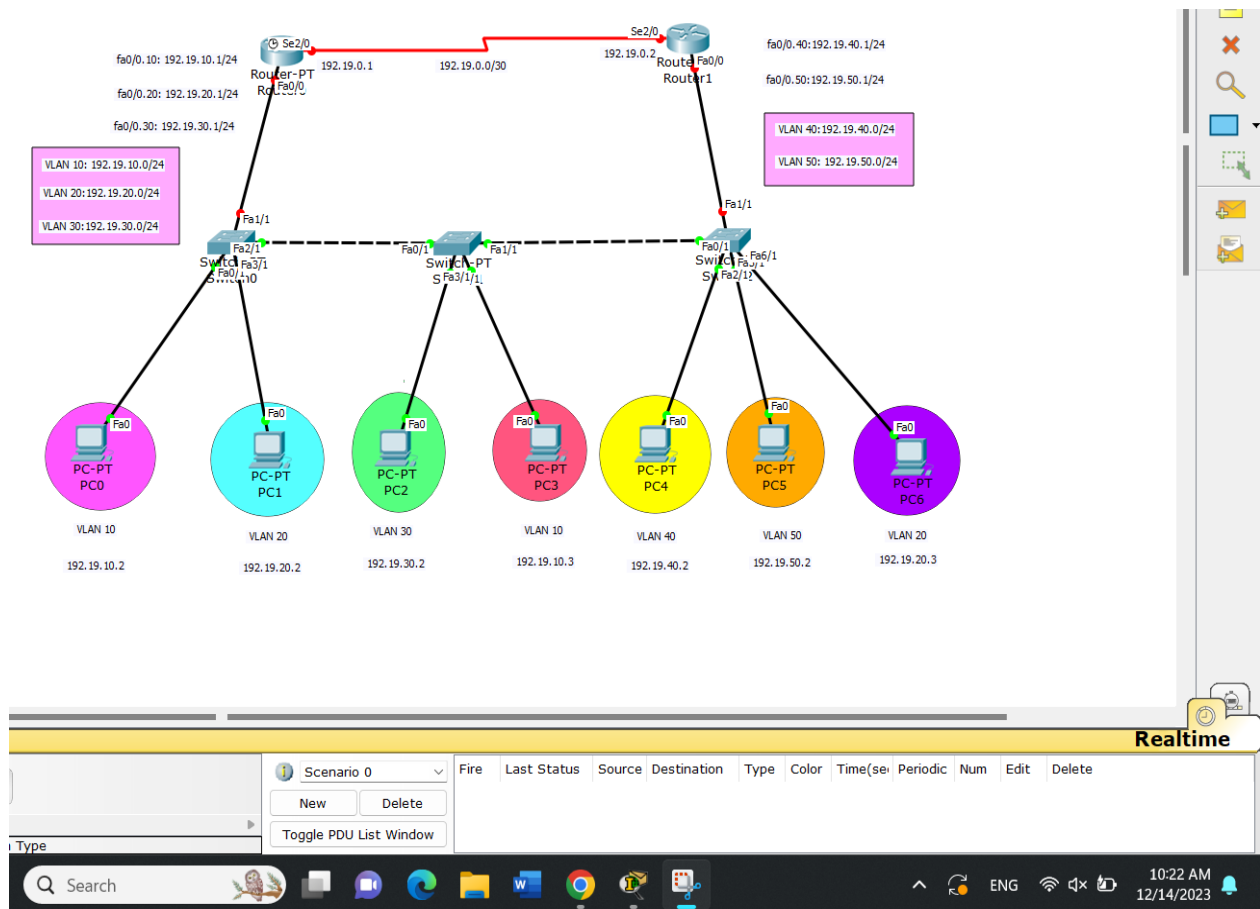 Se2/0
Se2/0
fa0/0.10: 192.19.10.1/24
192.19.0.1
192.19.0.0/30
192.19.0.2
Fa0/0
fa0/0.40:192.19.40.1/24
Router-PT
Router1
Fa0/0
fa0/0.20: 192.19.20.1/24
fa0/0.50: 192.19.50.1/24
fa0/0.30: 192.19.30.1/24
VLAN 10: 192.19.10.0/24
VLAN 20:192.19.20.0/24
VLAN 30:192.19.30.0/24
VLAN 40:192.19.40.0/24
VLAN 50: 192.19.50.0/24
Fa1/1
Fa1/1
Fa2/1
Fa3/1
Fa0/1
Fa1/1
Fa3/1
Fa0/1
Fa6/1
Fa2/1
Fa0
Fa0
Fa0
Fa0
Fa0
Fa0
Fa0
PC-PT
PC0
PC-PT
PC1
PC-PT
PC2
PC-PT
PC3
PC-PT
PC4
PC-PT
PC5
PC-PT
PC6
VLAN 10
VLAN 20
VLAN 30
VLAN 10
VLAN 40
VLAN 50
VLAN 20
192.19.10.2
192.19.20.2
192.19.30.2
192.19.10.3
192.19.40.2
192.19.50.2
192.19.20.3
Realtime
Scenario 0
New
Delete
Toggle PDU List Window
Fire Last Status Source Destination Type Color Time(sec Periodic Num Edit Delete
Type
Search
ENG
10:22 AM
12/14/2023